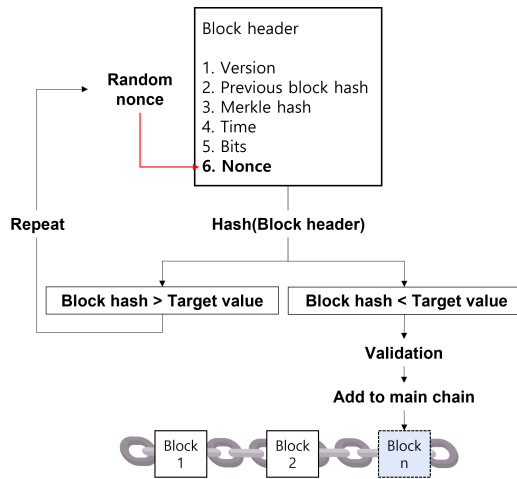 Block header
1. Version
2. Previous block hash
3. Merkle hash
4. Time
5. Bits
6. Nonce
Random
nonce
Repeat
Hash(Block header)
Block hash > Target value
Block hash < Target value
Validation
Add to main chain
Block
1
Block
2
Block
n